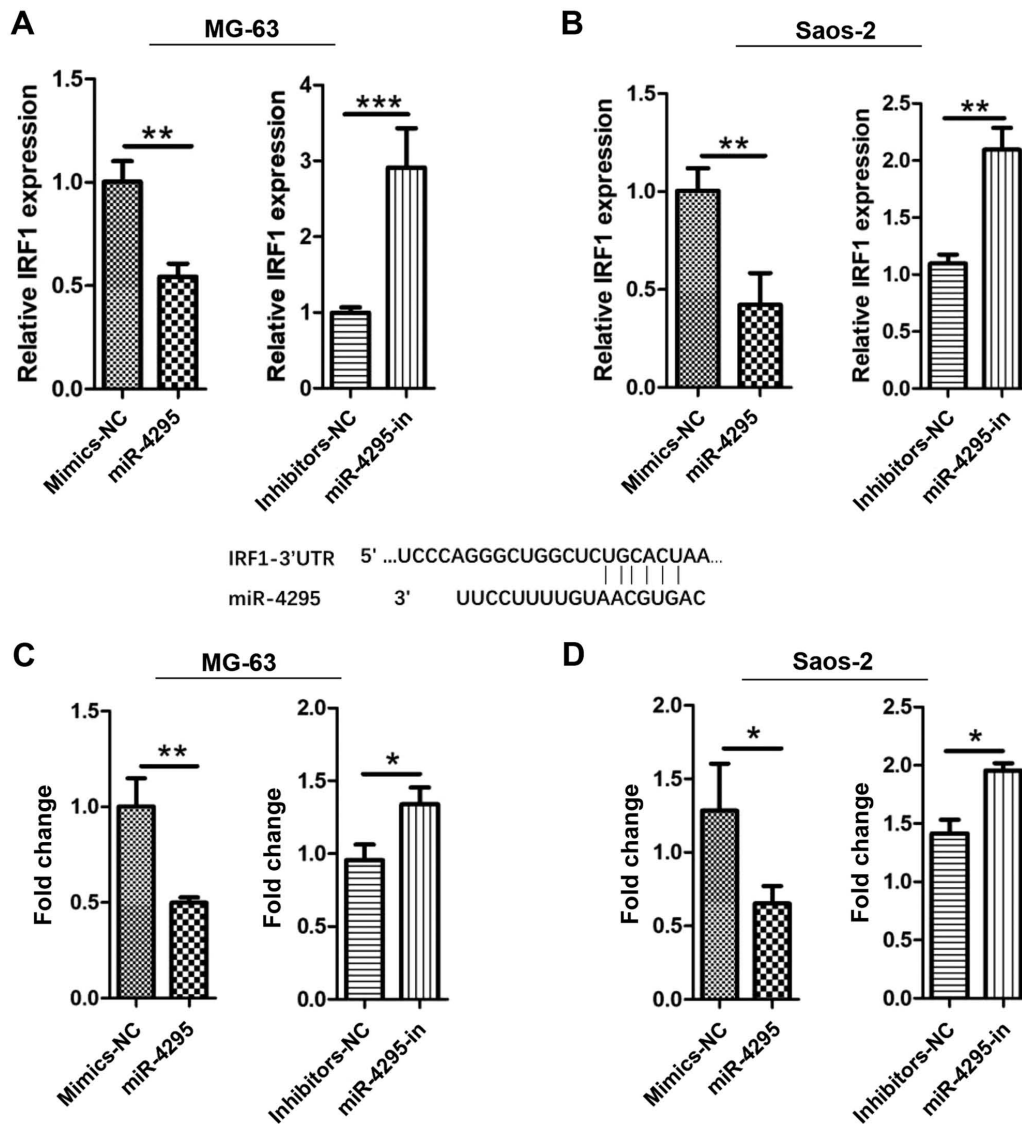 A
MG-63
Relative IRF1 expression
1.5
1.0
0.5
0.0
**
Mimics-NC
miR-4295
Relative IRF1 expression
4
3
2
1
0
***
Inhibitors-NC
miR-4295-in
B
Saos-2
Relative IRF1 expression
1.5
1.0
0.5
0.0
**
Mimics-NC
miR-4295
Relative IRF1 expression
2.5
2.0
1.5
1.0
2.5
2.0
**
Inhibitors-NC
miR-4295-in
IRF1-3'UTR 5' ...UCCCAGGGCUGGCUCUGCACUAA...
miR-4295 3' UUCCUUUUGUAACGUGAC
C
MG-63
Fold change
1.5
1.0
0.5
0.0
**
Mimics-NC
miR-4295
Fold change
2.0
1.5
1.0
0.5
0.0
*
Inhibitors-NC
miR-4295-in
D
Saos-2
Fold change
2.0
1.5
1.0
0.5
0.0
*
Mimics-NC
miR-4295
Fold change
2.5
2.0
1.5
1.0
0.5
0.0
*
Inhibitors-NC
miR-4295-in